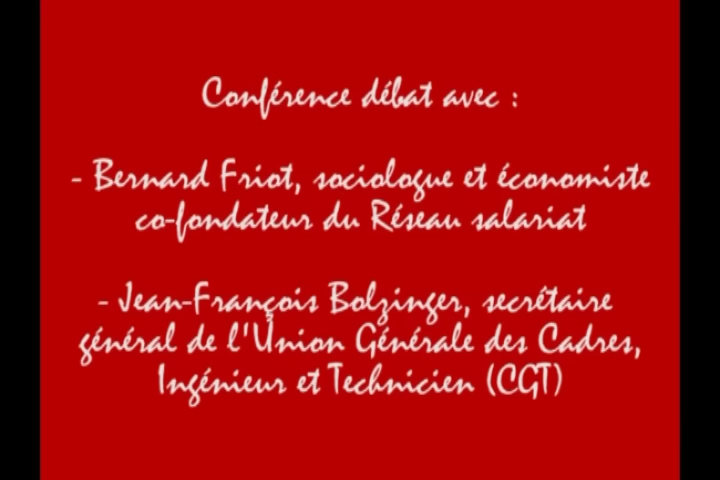 Conférence débat avec :
- Bernard Friot, sociologue et économiste
co-fondateur du Réseau salariat
- Jean-François Bolzinger, secrétaire
général de l'Union Générale des Cadres,
Ingénieur et Technicien (CGT)